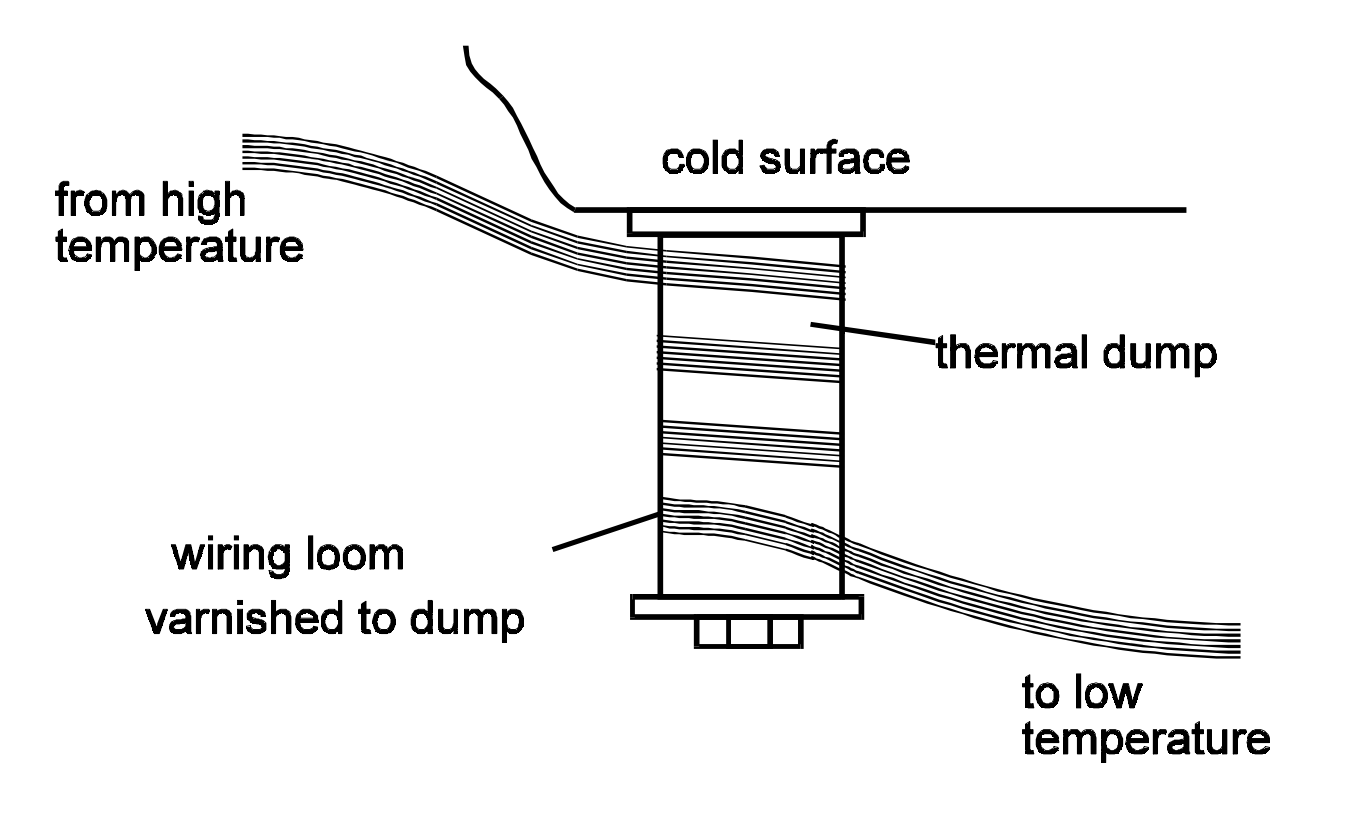 cold surface
from high
temperature
thermal dump
wiring loom
varnished to dump
to low
temperature